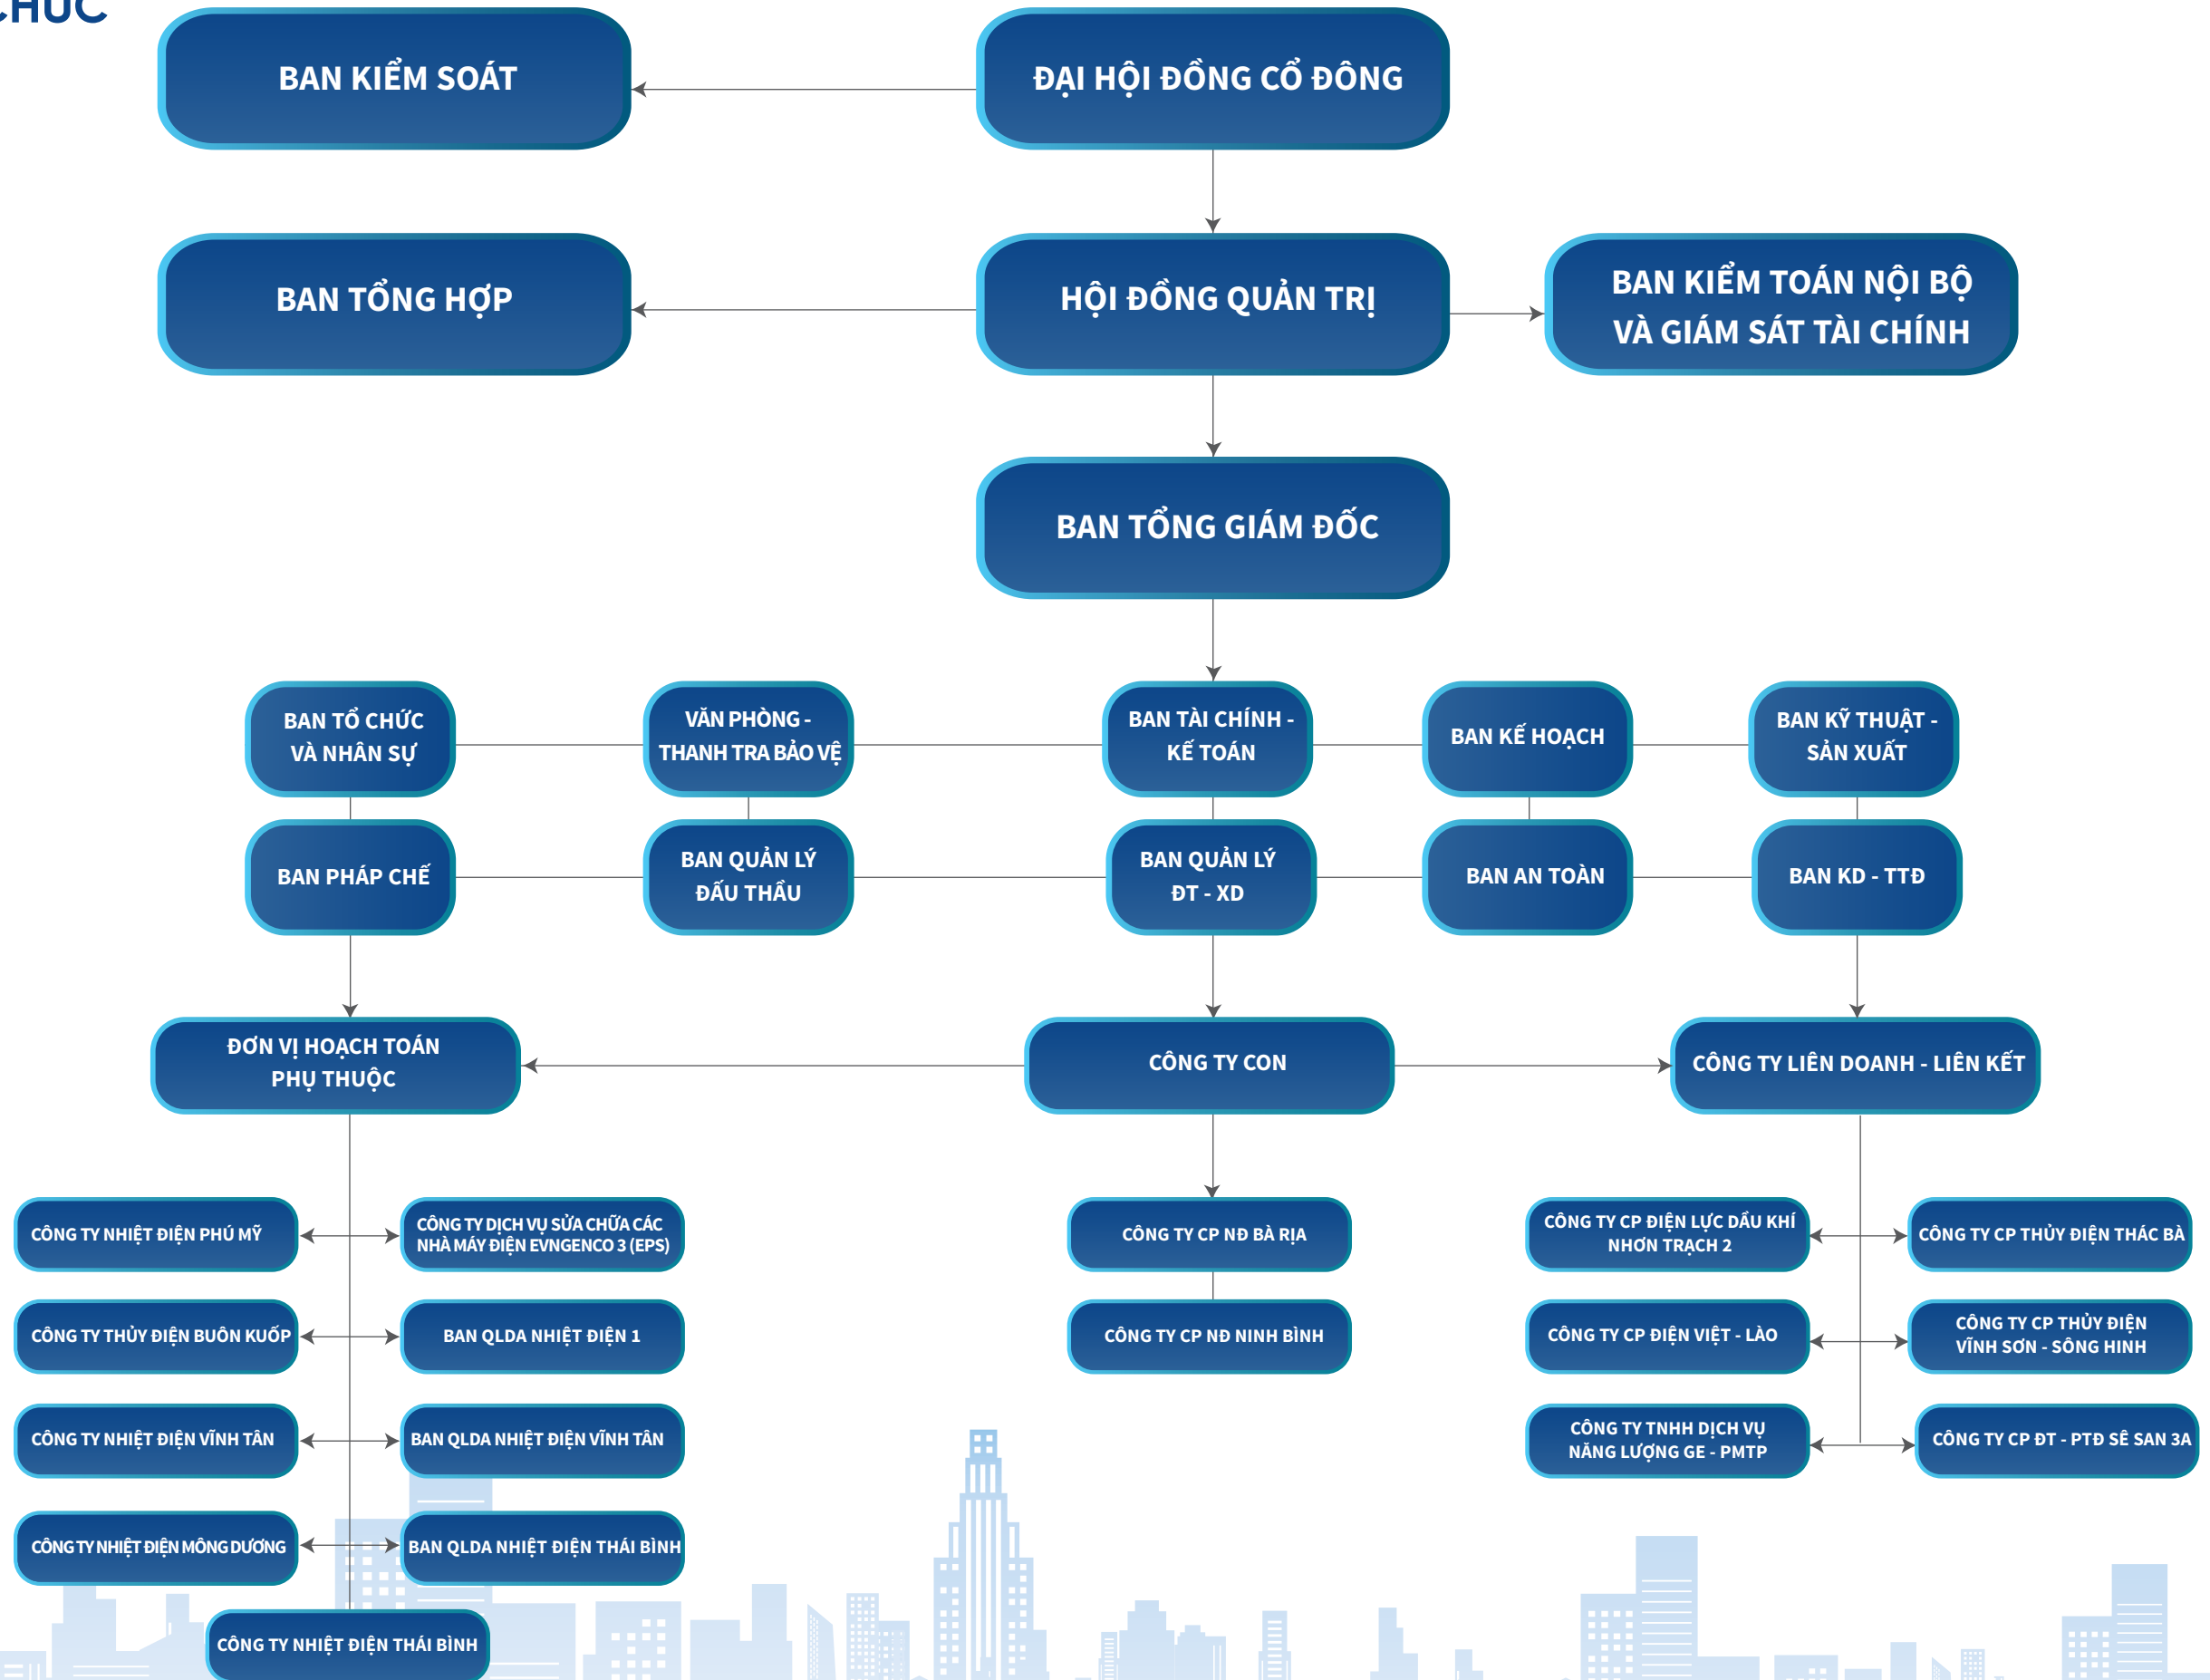 CHỨC
BAN KIỂM SOÁT
ĐẠI HỘI ĐỒNG CỔ ĐÔNG
BAN TỔNG HỢP
HỘI ĐỒNG QUẢN TRỊ
BAN KIỂM TOÁN NỘI BỘ
VÀ GIÁM SÁT TÀI CHÍNH
BAN TỔNG GIÁM ĐỐC
BAN TỔ CHỨC
VÀ NHÂN SỰ
VĂN PHÒNG -
THANH TRA BẢO VỆ
BAN TÀI CHÍNH -
KẾ TOÁN
BAN KẾ HOẠCH
BAN KỸ THUẬT -
SẢN XUẤT
BAN PHÁP CHẾ
BAN QUẢN LÝ
ĐẤU THẦU
BAN QUẢN LÝ
ĐT - XD
BAN AN TOÀN
BAN KD - TTĐ
ĐƠN VỊ HOẠCH TOÁN
PHỤ THUỘC
CÔNG TY CON
CÔNG TY LIÊN DOANH - LIÊN KẾT
CÔNG TY NHIỆT ĐIỆN PHÚ MỸ
CÔNG TY DỊCH VỤ SỬA CHỮA CÁC
NHÀ MÁY ĐIỆN EVNGENCO 3 (EPS)
CÔNG TY CP NĐ BÀ RỊA
CÔNG TY CP ĐIỆN LỰC DẦU KHÍ
NHƠN TRẠCH 2
CÔNG TY CP THỦY ĐIỆN THÁC BÀ
CÔNG TY THỦY ĐIỆN BUÔN KUỐP
BAN QLDA NHIỆT ĐIỆN 1
CÔNG TY CP NĐ NINH BÌNH
CÔNG TY CP ĐIỆN VIỆT - LÀO
CÔNG TY CP THỦY ĐIỆN
VĨNH SƠN - SÔNG HINH
CÔNG TY NHIỆT ĐIỆN VĨNH TÂN
BAN QLDA NHIỆT ĐIỆN VĨNH TÂN
CÔNG TY TNHH DỊCH VỤ
NĂNG LƯỢNG GE - PMTP
CÔNG TY CP ĐT - PTĐ SÊ SAN 3A
CÔNG TY NHIỆT ĐIỆN MÔNG DƯƠNG
BAN QLDA NHIỆT ĐIỆN THÁI BÌNH
CÔNG TY NHIỆT ĐIỆN THÁI BÌNH